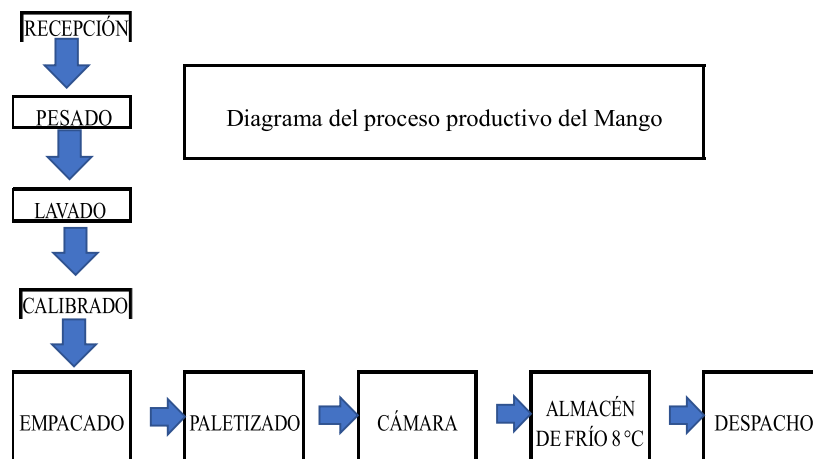 RECEPCIÓN
Diagrama del proceso productivo del Mango
PESADO
LAVADO
CALIBRADO
EMPACADO
PALETIZADO
CÁMARA
ALMACÉN
DE FRÍO 8 °C
DESPACHO